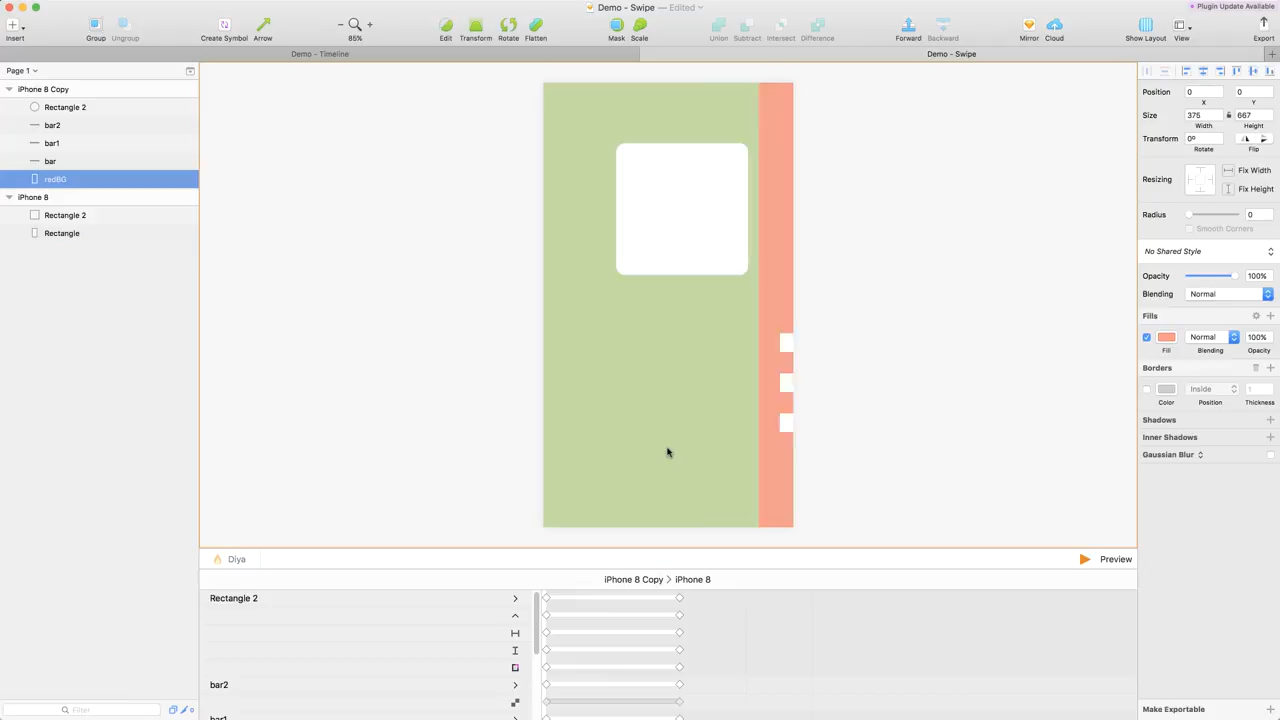 Demo - Swipe — Edited
Plugin Update Available
Insert
Group
Ungroup
Create Symbol
Arrow
85%
Edit
Transform
Rotate
Flatten
Mask
Scale
Union
Subtract
Intersect
Difference
Forward
Backward
Mirror
Cloud
Show Layout
View
Export
Demo - Timeline
Demo - Swipe
Page 1
iPhone 8 Copy
Rectangle 2
bar2
bar1
bar
redBG
iPhone 8
Rectangle 2
Rectangle
Filter
0
Position 0 0
X Y
Size 375 667
Width Height
Transform 0°
Rotate Flip
Resizing
Fix Width
Fix Height
Radius 0
Smooth Corners
No Shared Style
Opacity 100%
Blending Normal
Fills
Normal 100%
Fill Blending Opacity
Borders
Inside 1
Color Position Thickness
Shadows
Inner Shadows
Gaussian Blur
Make Exportable
Diya
Preview
iPhone 8 Copy > iPhone 8
Rectangle 2
bar2
bar1